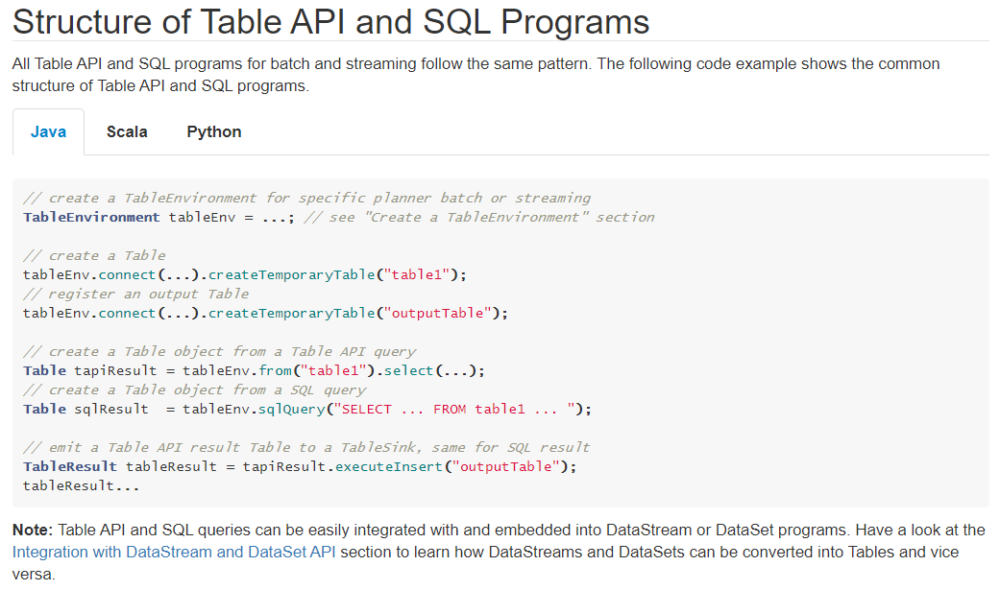 Structure of Table API and SQL Programs
All Table API and SQL programs for batch and streaming follow the same pattern. The following code example shows the common
structure of Table API and SQL programs.
Java Scala Python
// create a TableEnvironment for specific planner batch or streaming
TableEnvironment tableEnv = ...; // see "Create a TableEnvironment" section
// create a Table
tableEnv.connect(...).createTemporaryTable("table1");
// register an output Table
tableEnv.connect(...).createTemporaryTable("outputTable");
// create a Table object from a Table API query
Table tapiResult = tableEnv.from("table1").select(...);
// create a Table object from a SQL query
Table sqlResult  = tableEnv.sqlQuery("SELECT ... FROM table1 ... ");
// emit a Table API result Table to a TableSink, same for SQL result
TableResult tableResult = tapiResult.executeInsert("outputTable");
tableResult...
Note: Table API and SQL queries can be easily integrated with and embedded into DataStream or DataSet programs. Have a look at the
Integration with DataStream and DataSet API section to learn how DataStreams and DataSets can be converted into Tables and vice
versa.